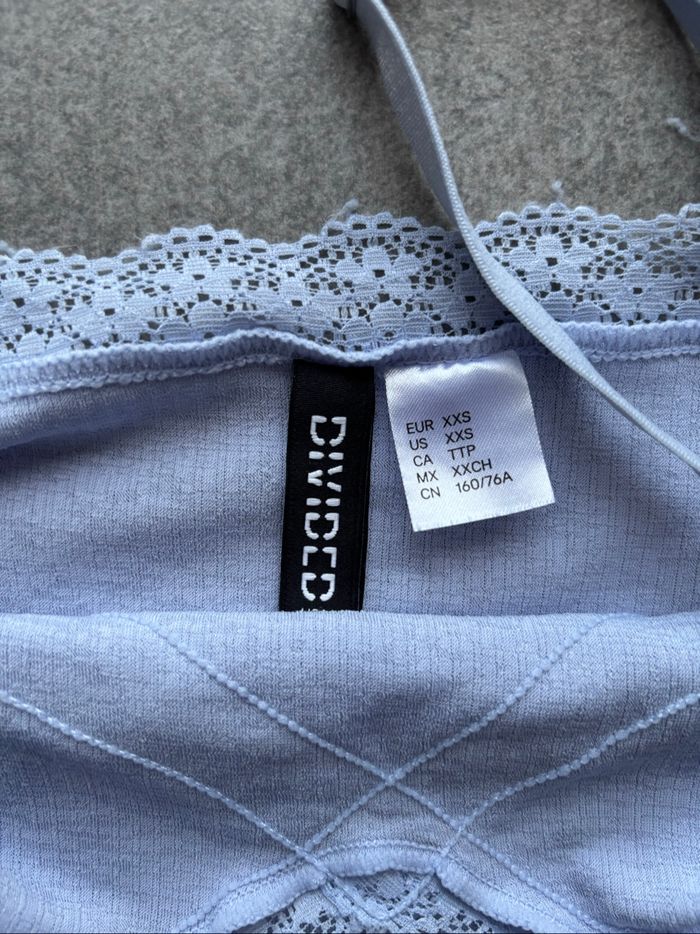 DIVIDED
EUR XXS
US XXS
CA TTP
MX XXCH
CN 160/76A